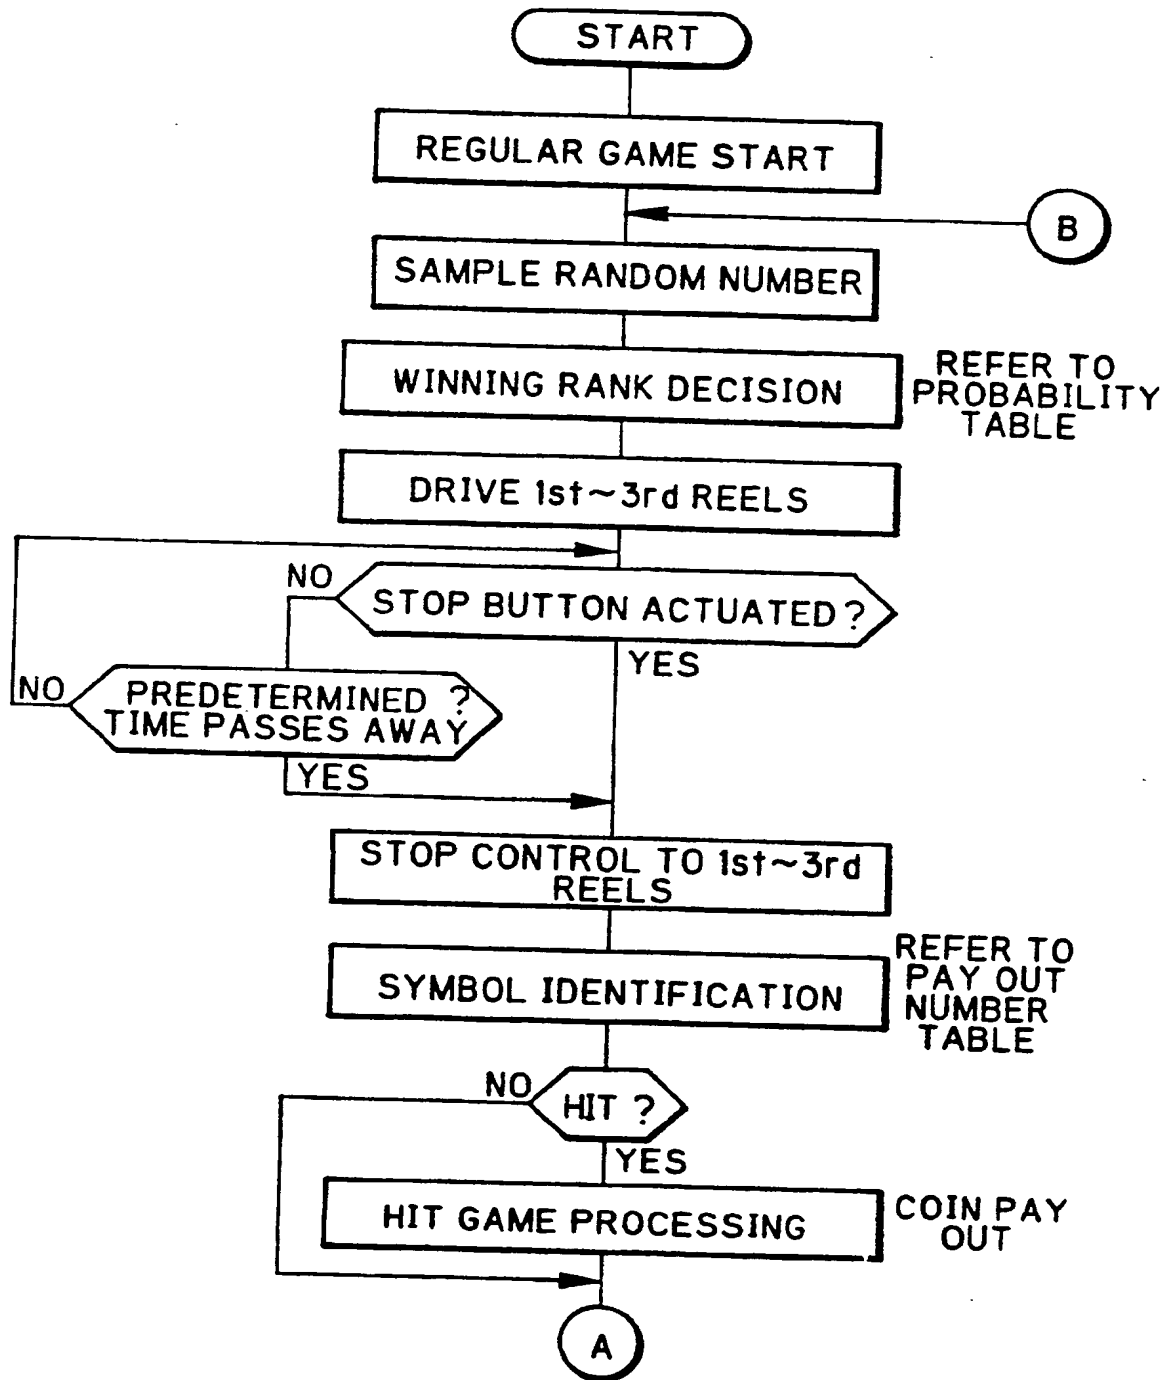 START
REGULAR GAME START
B
SAMPLE RANDOM NUMBER
WINNING RANK DECISION
REFER TO
PROBABILITY
TABLE
DRIVE 1st~3rd REELS
NO
STOP BUTTON ACTUATED?
YES
NO
PREDETERMINED ?
TIME PASSES AWAY
YES
STOP CONTROL TO 1st~3rd
REELS
SYMBOL IDENTIFICATION
REFER TO
PAY OUT
NUMBER
TABLE
NO
HIT ?
YES
HIT GAME PROCESSING
COIN PAY
OUT
A